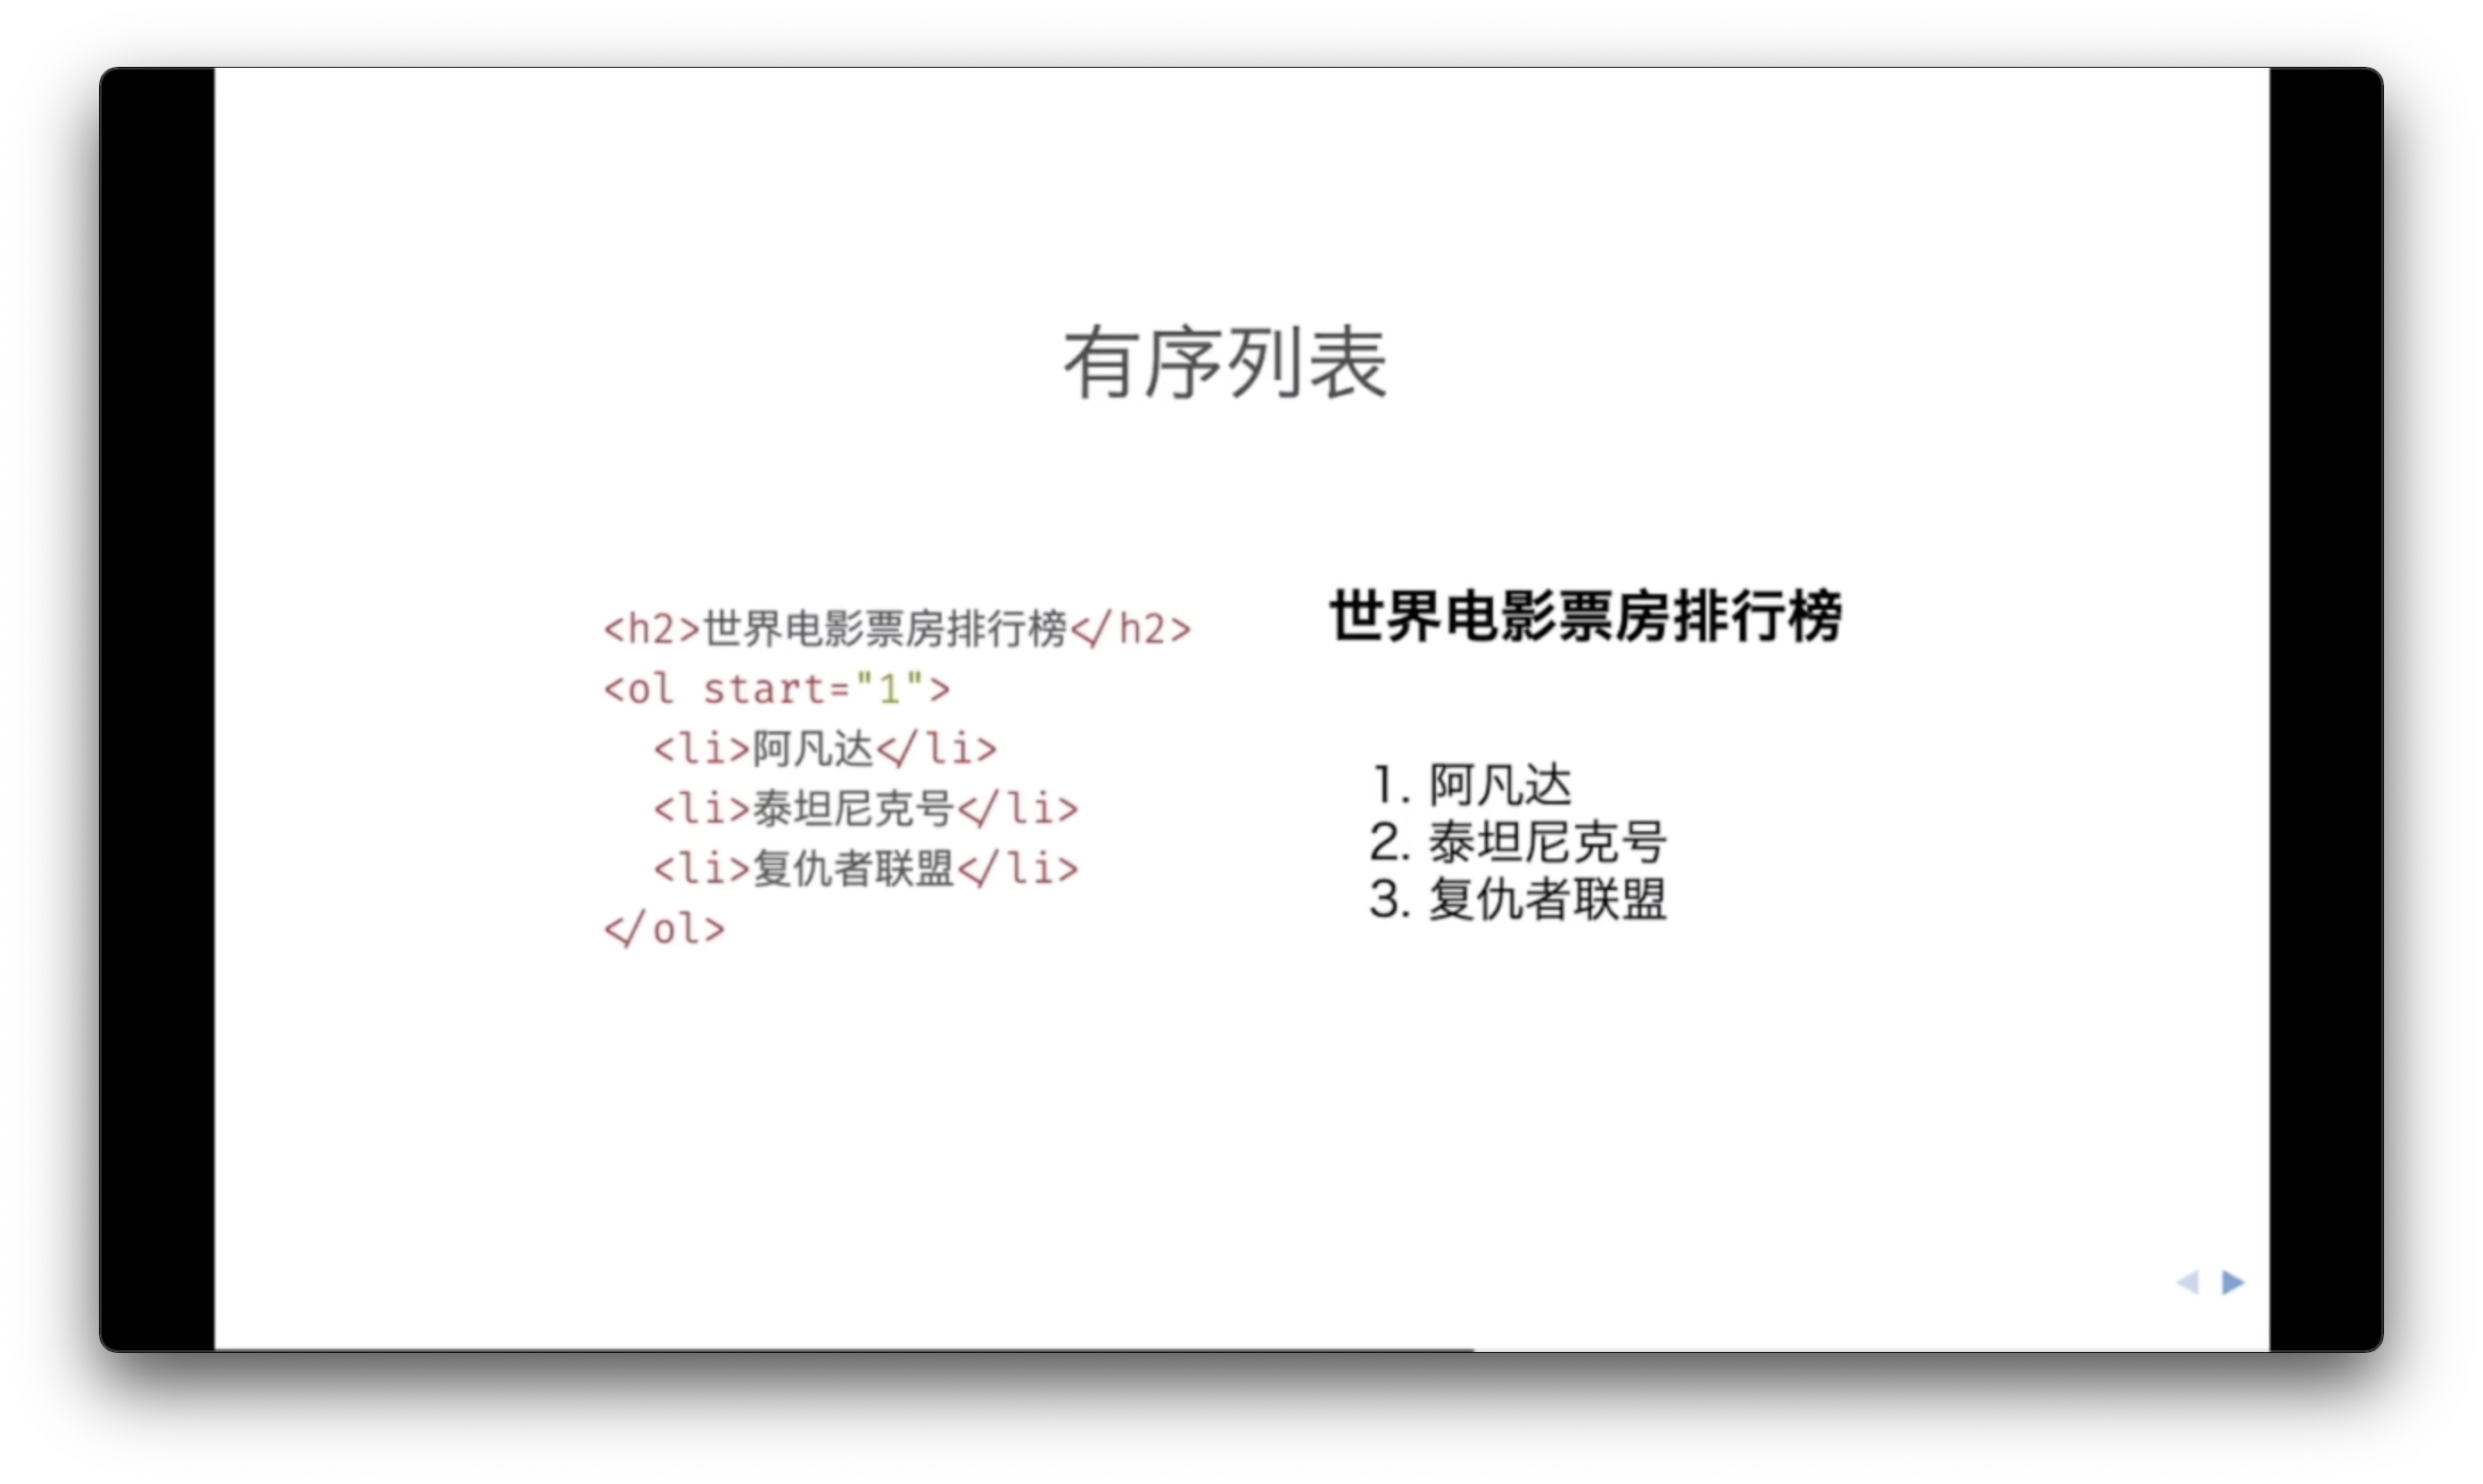 有序列表
<h2>世界电影票房排行榜</h2>
<ol start="1">
<li>阿凡达</li>
<li>泰坦尼克号</li>
<li>复仇者联盟</li>
</ol>
世界电影票房排行榜
1. 阿凡达
2. 泰坦尼克号
3. 复仇者联盟